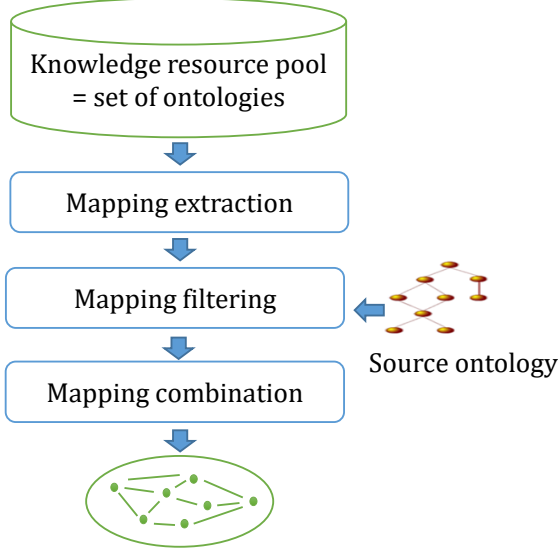 Knowledge resource pool
= set of ontologies
Mapping extraction
Mapping filtering
Source ontology
Mapping combination